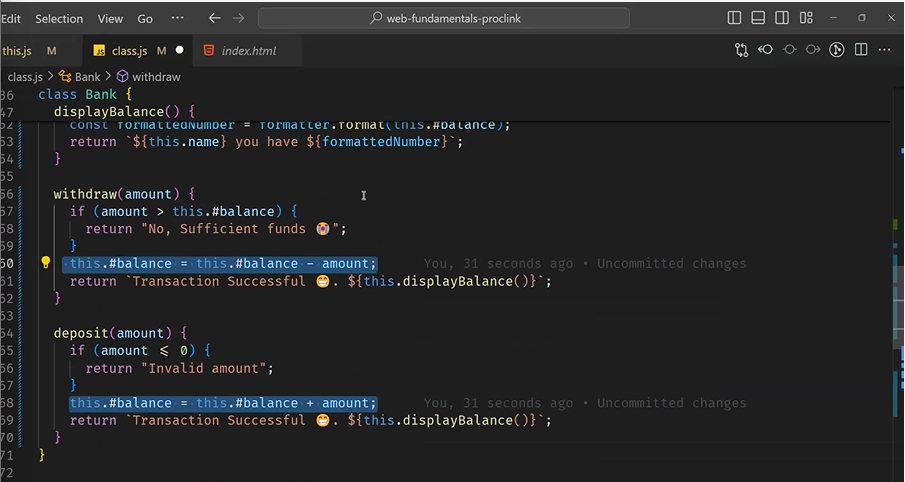 Edit Selection View Go ··· ← → web-fundamentals-proclink
this.js M class.js M ● index.html
class.js > Bank > withdraw
36 class Bank {
47 displayBalance() {
52 const formattedNumber = formatter.format(this.#balance);
53 return `${this.name} you have ${formattedNumber}`;
54 }
55
56 withdraw(amount) {
57 if (amount > this.#balance) {
58 return "No, Sufficient funds 😭";
59 }
60 this.#balance = this.#balance - amount; You, 31 seconds ago • Uncommitted changes
61 return `Transaction Successful 😁. ${this.displayBalance()}`;
62 }
63
64 deposit(amount) {
65 if (amount <= 0) {
66 return "Invalid amount";
67 }
68 this.#balance = this.#balance + amount; You, 31 seconds ago • Uncommitted changes
69 return `Transaction Successful 😁. ${this.displayBalance()}`;
70 }
71 }
72